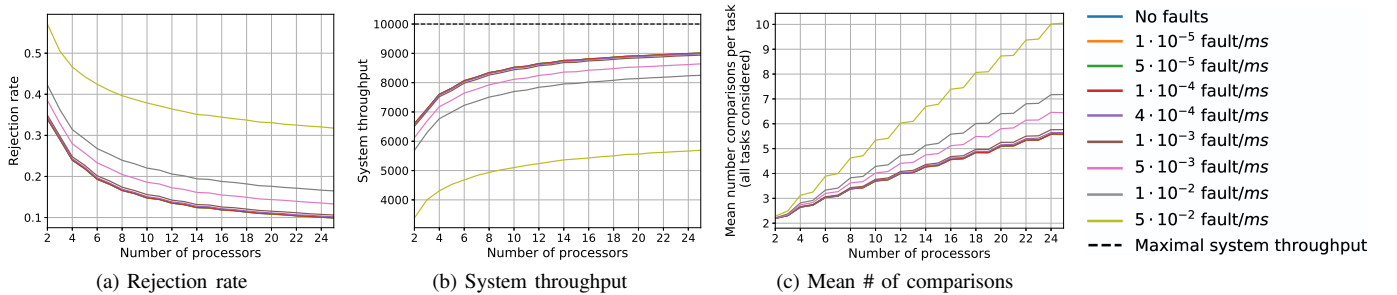 Rejection rate
0.5
0.4
0.3
0.2
0.1
2 4 6 8 10 12 14 16 18 20 22 24
Number of processors
(a) Rejection rate
System throughput
10000
9000
8000
7000
6000
5000
4000
2 4 6 8 10 12 14 16 18 20 22 24
Number of processors
(b) System throughput
Mean number comparisons per task
(all tasks considered)
10
9
8
7
6
5
4
3
2
2 4 6 8 10 12 14 16 18 20 22 24
Number of processors
(c) Mean # of comparisons
No faults
1 · 10⁻⁵ fault/ms
5 · 10⁻⁵ fault/ms
1 · 10⁻⁴ fault/ms
4 · 10⁻⁴ fault/ms
1 · 10⁻³ fault/ms
5 · 10⁻³ fault/ms
1 · 10⁻² fault/ms
5 · 10⁻² fault/ms
Maximal system throughput